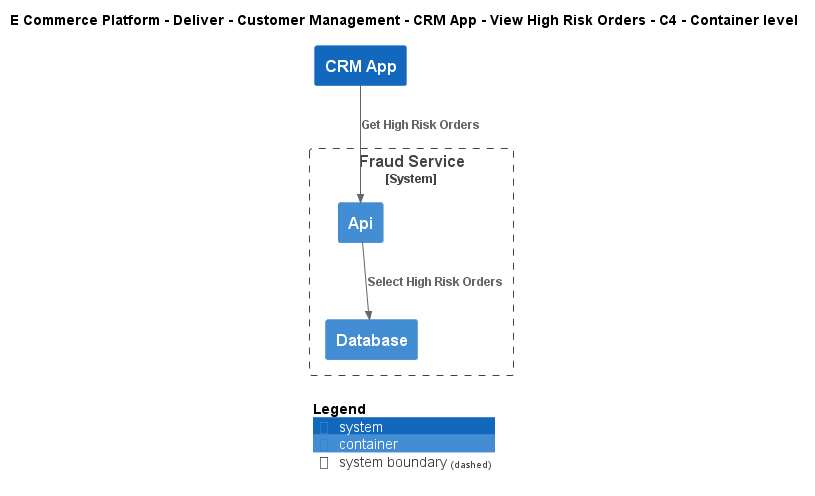 E Commerce Platform - Deliver - Customer Management - CRM App - View High Risk Orders - C4 - Container level
CRM App
Get High Risk Orders
Fraud Service
[System]
Api
Select High Risk Orders
Database
Legend
system
container
system boundary (dashed)